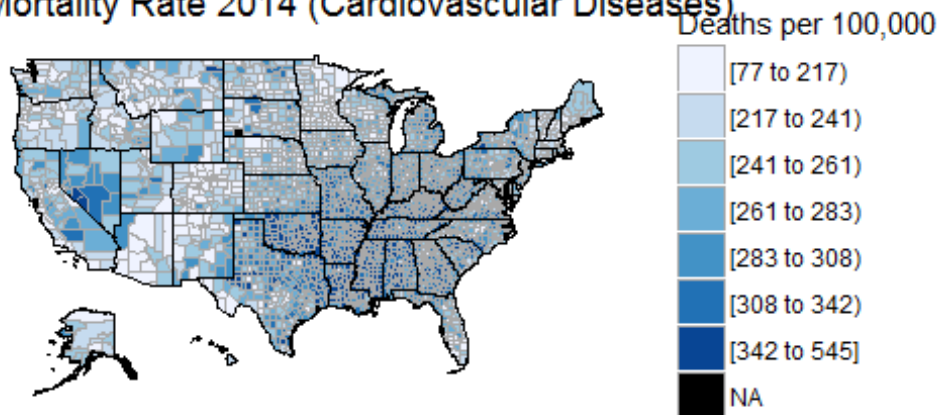 Mortality Rate 2014 (Cardiovascular Diseases)
Deaths per 100,000
[77 to 217)
[217 to 241)
[241 to 261)
[261 to 283)
[283 to 308)
[308 to 342)
[342 to 545]
NA